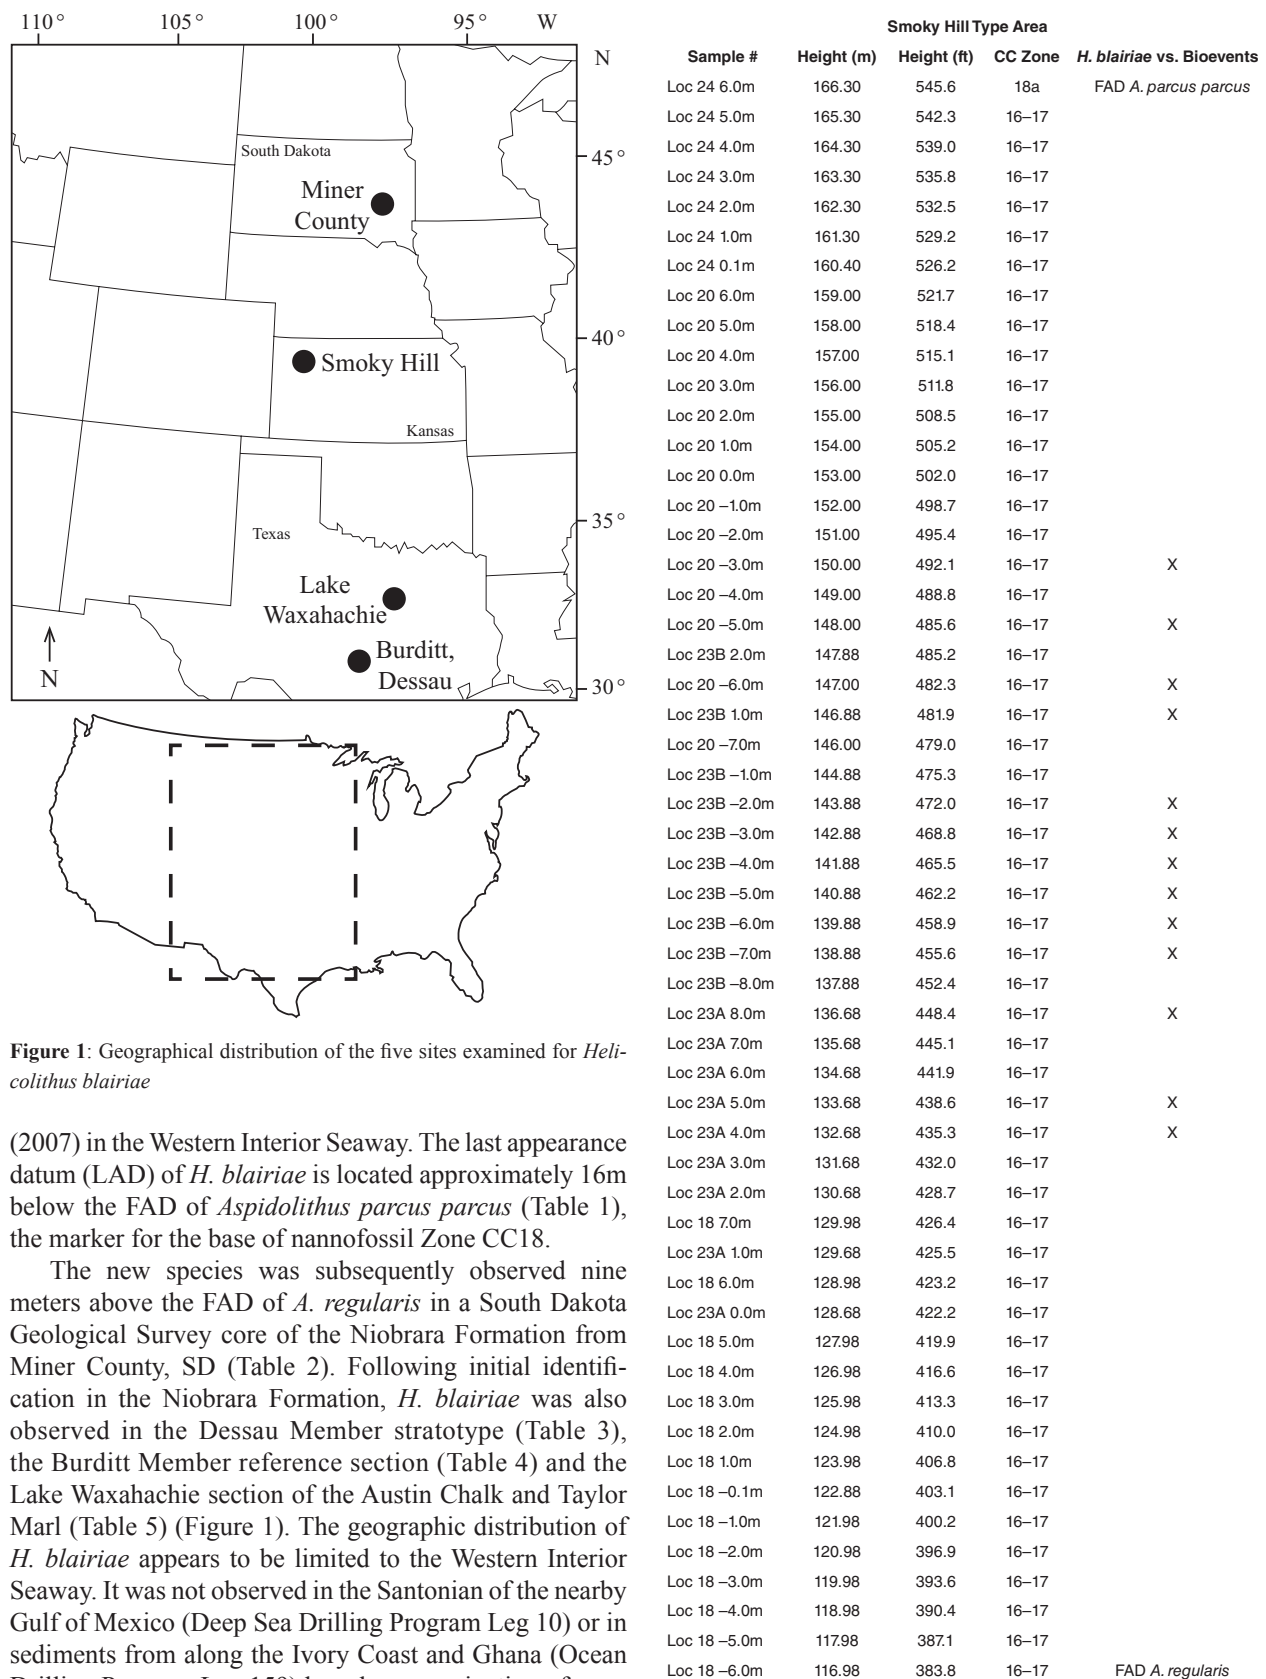 110° 105° 100° 95° W
N
South Dakota
Miner
County
45°
40°
Smoky Hill
Kansas
35°
Texas
Lake
Waxahachie
Burditt,
Dessau
N
30°
Figure 1: Geographical distribution of the five sites examined for Heli-
colithus blairiae
(2007) in the Western Interior Seaway. The last appearance
datum (LAD) of H. blairiae is located approximately 16m
below the FAD of Aspidolithus parcus parcus (Table 1),
the marker for the base of nannofossil Zone CC18.
The new species was subsequently observed nine
meters above the FAD of A. regularis in a South Dakota
Geological Survey core of the Niobrara Formation from
Miner County, SD (Table 2). Following initial identifi-
cation in the Niobrara Formation, H. blairiae was also
observed in the Dessau Member stratotype (Table 3),
the Burditt Member reference section (Table 4) and the
Lake Waxahachie section of the Austin Chalk and Taylor
Marl (Table 5) (Figure 1). The geographic distribution of
H. blairiae appears to be limited to the Western Interior
Seaway. It was not observed in the Santonian of the nearby
Gulf of Mexico (Deep Sea Drilling Program Leg 10) or in
sediments from along the Ivory Coast and Ghana (Ocean
Smoky Hill Type Area
Sample # Height (m) Height (ft) CC Zone H. blairiae vs. Bioevents
Loc 24 6.0m 166.30 545.6 18a FAD A. parcus parcus
Loc 24 5.0m 165.30 542.3 16–17
Loc 24 4.0m 164.30 539.0 16–17
Loc 24 3.0m 163.30 535.8 16–17
Loc 24 2.0m 162.30 532.5 16–17
Loc 24 1.0m 161.30 529.2 16–17
Loc 24 0.1m 160.40 526.2 16–17
Loc 20 6.0m 159.00 521.7 16–17
Loc 20 5.0m 158.00 518.4 16–17
Loc 20 4.0m 157.00 515.1 16–17
Loc 20 3.0m 156.00 511.8 16–17
Loc 20 2.0m 155.00 508.5 16–17
Loc 20 1.0m 154.00 505.2 16–17
Loc 20 0.0m 153.00 502.0 16–17
Loc 20 –1.0m 152.00 498.7 16–17
Loc 20 –2.0m 151.00 495.4 16–17
Loc 20 –3.0m 150.00 492.1 16–17 X
Loc 20 –4.0m 149.00 488.8 16–17
Loc 20 –5.0m 148.00 485.6 16–17 X
Loc 23B 2.0m 147.88 485.2 16–17
Loc 20 –6.0m 147.00 482.3 16–17 X
Loc 23B 1.0m 146.88 481.9 16–17 X
Loc 20 –7.0m 146.00 479.0 16–17
Loc 23B –1.0m 144.88 475.3 16–17
Loc 23B –2.0m 143.88 472.0 16–17 X
Loc 23B –3.0m 142.88 468.8 16–17 X
Loc 23B –4.0m 141.88 465.5 16–17 X
Loc 23B –5.0m 140.88 462.2 16–17 X
Loc 23B –6.0m 139.88 458.9 16–17 X
Loc 23B –7.0m 138.88 455.6 16–17 X
Loc 23B –8.0m 137.88 452.4 16–17
Loc 23A 8.0m 136.68 448.4 16–17 X
Loc 23A 7.0m 135.68 445.1 16–17
Loc 23A 6.0m 134.68 441.9 16–17
Loc 23A 5.0m 133.68 438.6 16–17 X
Loc 23A 4.0m 132.68 435.3 16–17 X
Loc 23A 3.0m 131.68 432.0 16–17
Loc 23A 2.0m 130.68 428.7 16–17
Loc 18 7.0m 129.98 426.4 16–17
Loc 23A 1.0m 129.68 425.5 16–17
Loc 18 6.0m 128.98 423.2 16–17
Loc 23A 0.0m 128.68 422.2 16–17
Loc 18 5.0m 127.98 419.9 16–17
Loc 18 4.0m 126.98 416.6 16–17
Loc 18 3.0m 125.98 413.3 16–17
Loc 18 2.0m 124.98 410.0 16–17
Loc 18 1.0m 123.98 406.8 16–17
Loc 18 –0.1m 122.88 403.1 16–17
Loc 18 –1.0m 121.98 400.2 16–17
Loc 18 –2.0m 120.98 396.9 16–17
Loc 18 –3.0m 119.98 393.6 16–17
Loc 18 –4.0m 118.98 390.4 16–17
Loc 18 –5.0m 117.98 387.1 16–17
Loc 18 –6.0m 116.98 383.8 16–17 FAD A. regularis